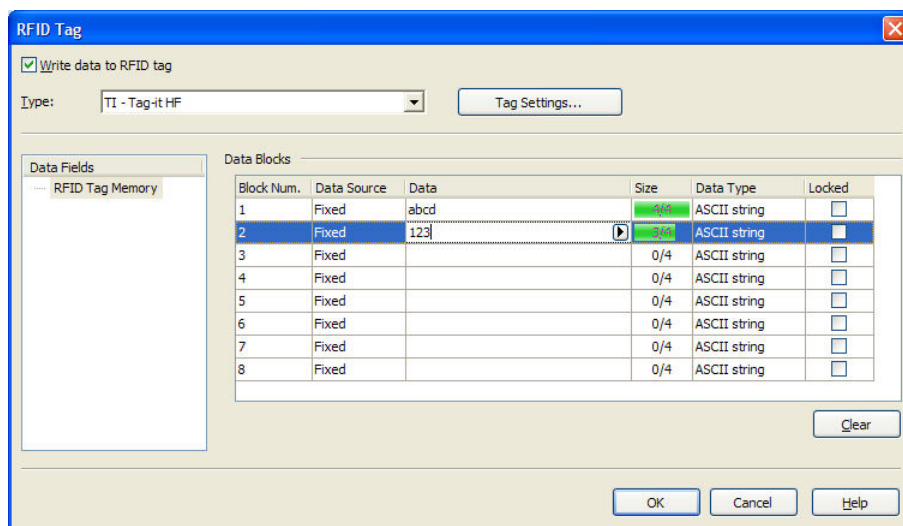 RFID Tag
Write data to RFID tag
Type: TI - Tag-it HF Tag Settings...
Data Fields
RFID Tag Memory
Data Blocks
Block Num. Data Source Data Size Data Type Locked
1 Fixed abcd 4/4 ASCII string
2 Fixed 123 3/4 ASCII string
3 Fixed 0/4 ASCII string
4 Fixed 0/4 ASCII string
5 Fixed 0/4 ASCII string
6 Fixed 0/4 ASCII string
7 Fixed 0/4 ASCII string
8 Fixed 0/4 ASCII string
Clear
OK Cancel Help